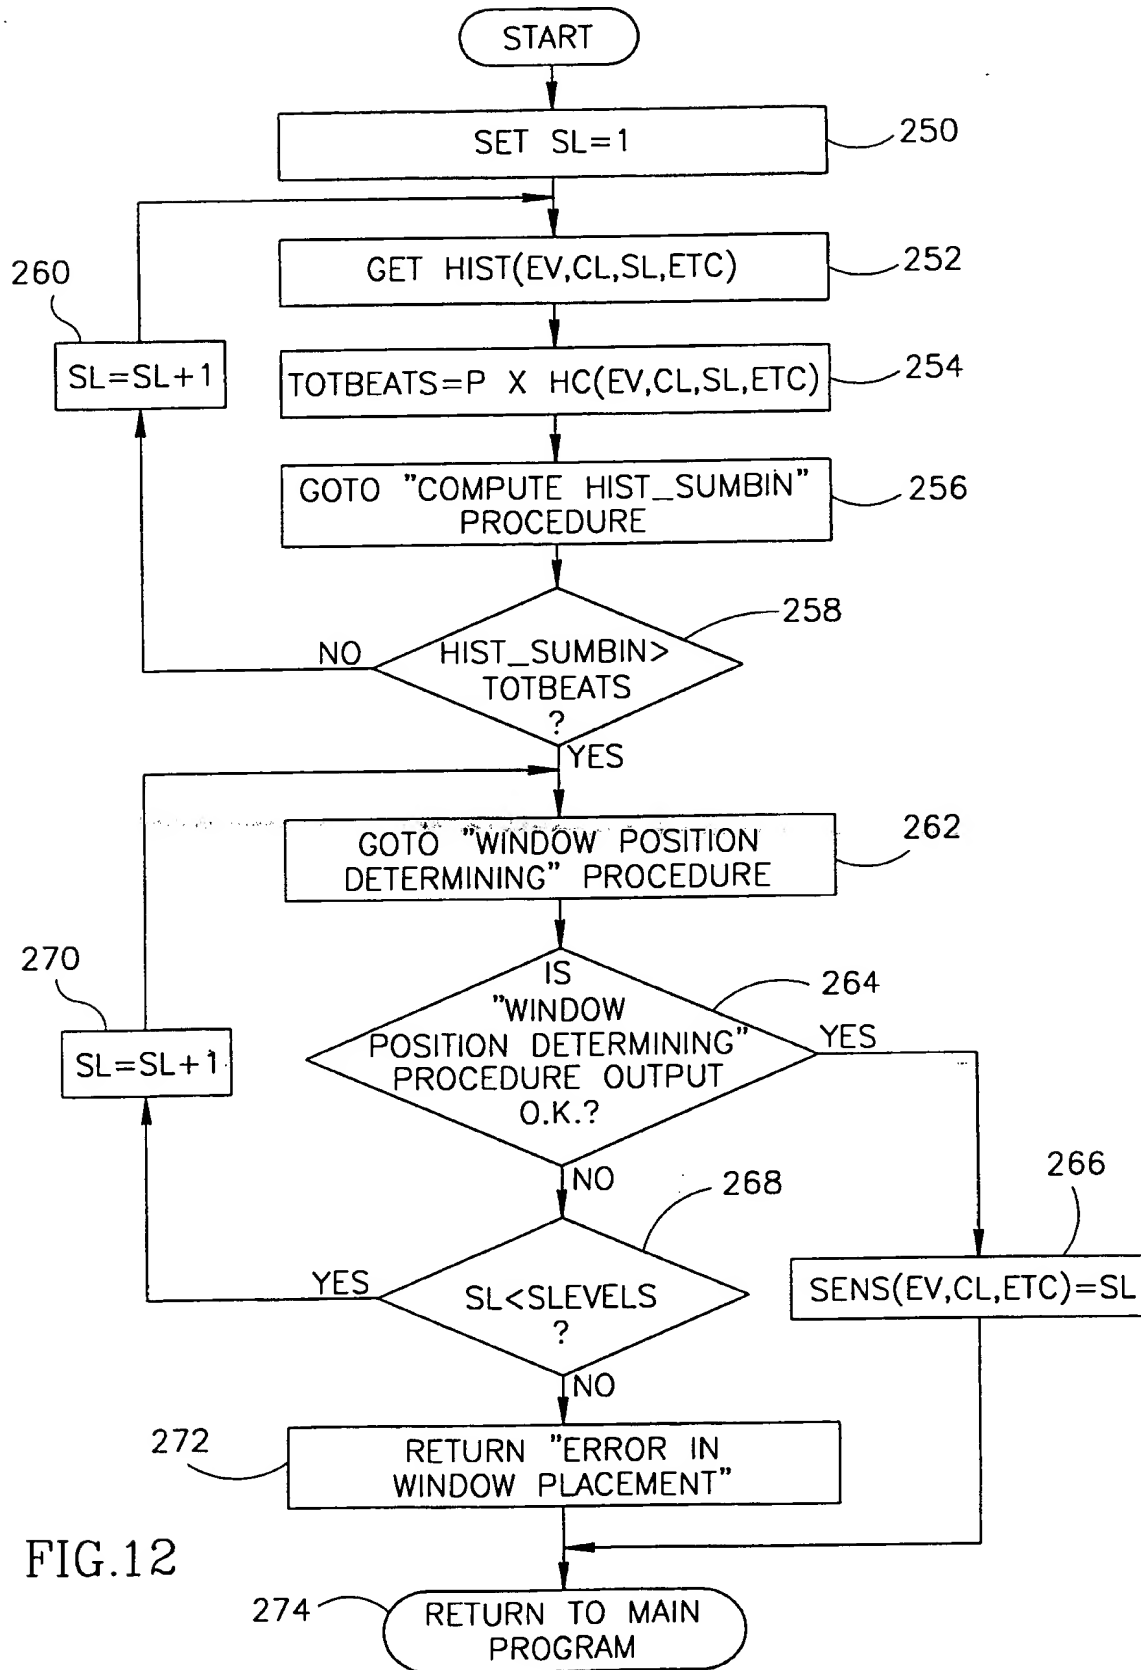 START
SET SL=1
250
GET HIST(EV,CL,SL,ETC)
252
260
SL=SL+1
TOTBEATS=P X HC(EV,CL,SL,ETC)
254
GOTO "COMPUTE HIST_SUMBIN"
PROCEDURE
256
258
NO
HIST_SUMBIN>
TOTBEATS
?
YES
GOTO "WINDOW POSITION
DETERMINING" PROCEDURE
262
270
SL=SL+1
IS
"WINDOW
POSITION DETERMINING"
PROCEDURE OUTPUT
O.K.?
264
YES
NO
268
266
YES
SL<SLEVELS
?
SENS(EV,CL,ETC)=SL
NO
272
RETURN "ERROR IN
WINDOW PLACEMENT"
FIG.12
274
RETURN TO MAIN
PROGRAM